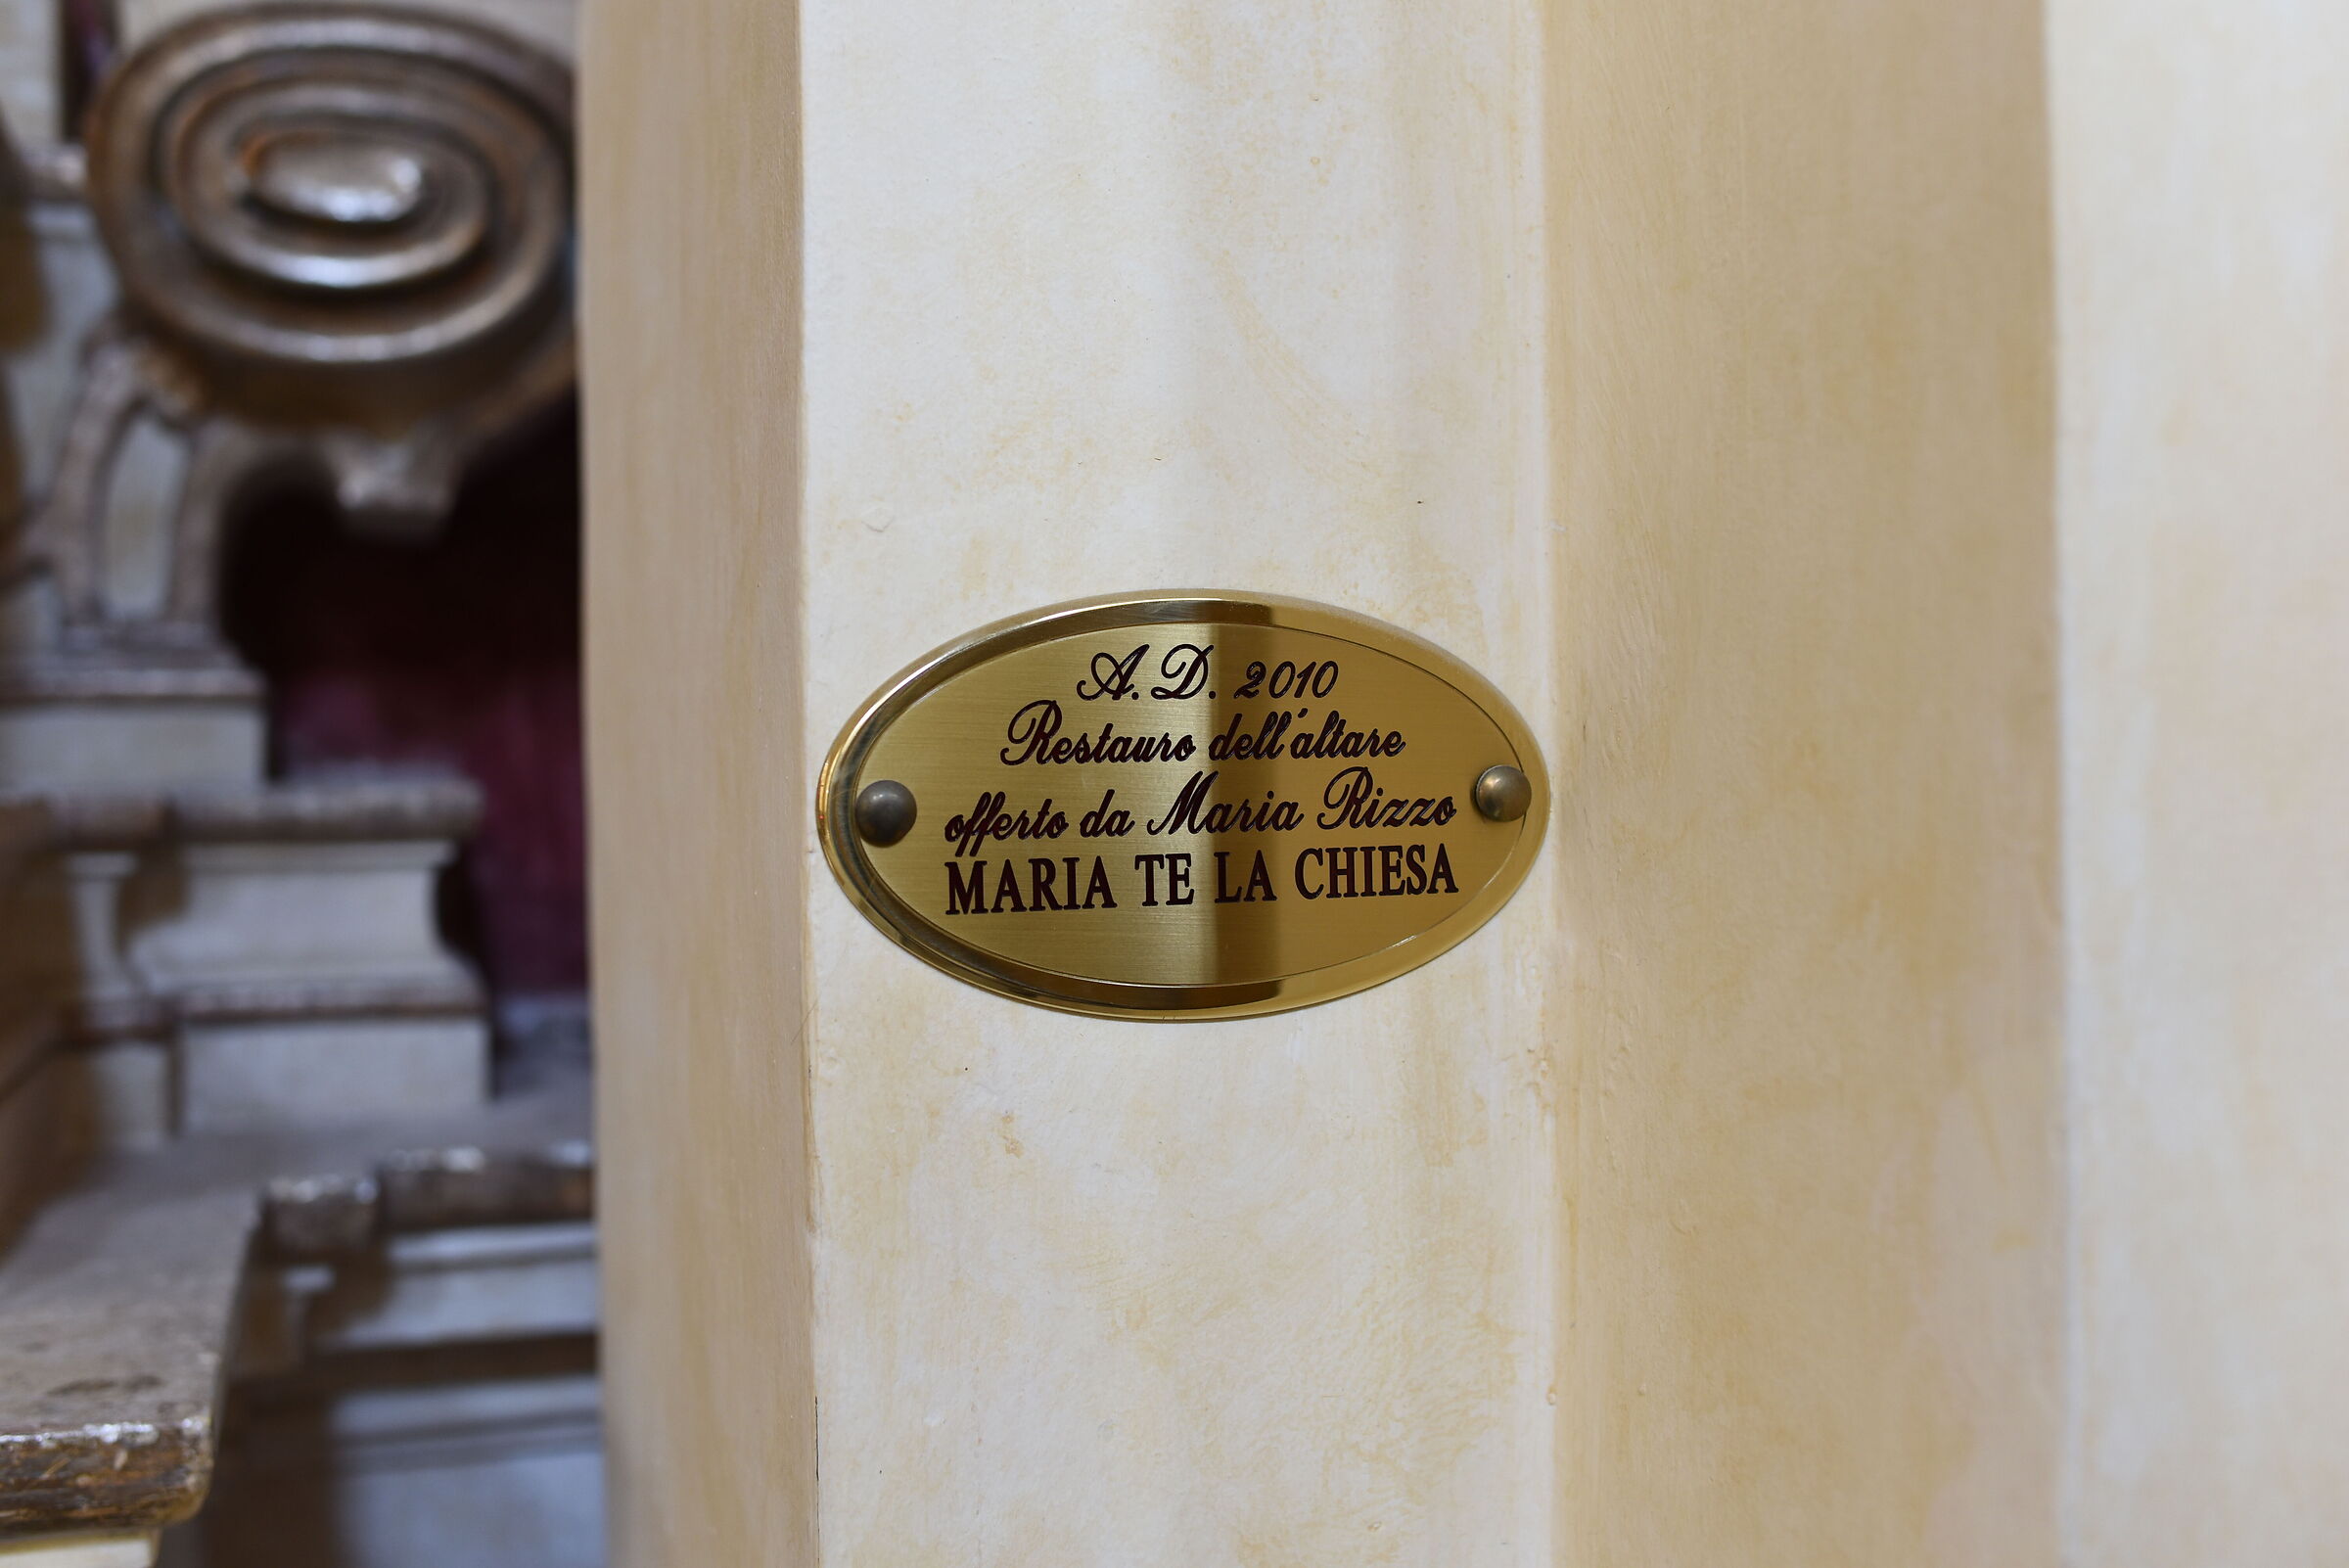 A. D. 2010
Restauro dell'altare
offerto da Maria Rizzo
MARIA TE LA CHIESA